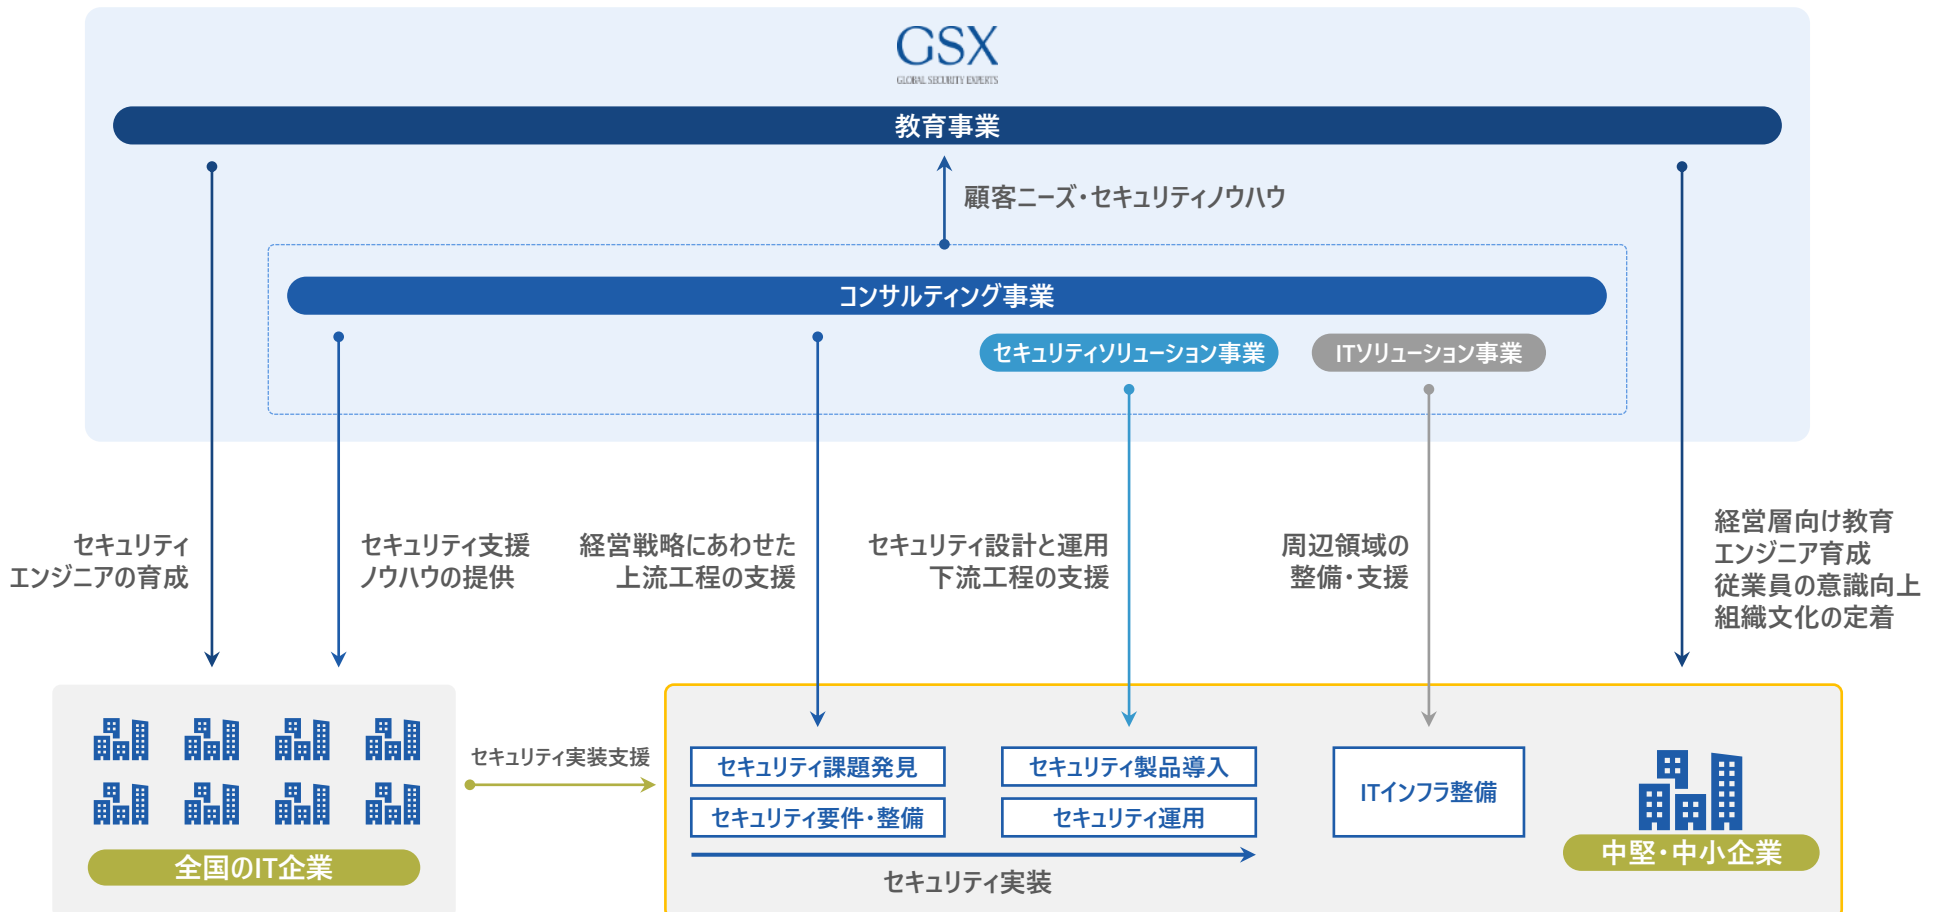 GSX
GLOBAL SECURITY EXPERTS
教育事業
顧客ニーズ・セキュリティノウハウ
コンサルティング事業
セキュリティソリューション事業
ITソリューション事業
セキュリティ
エンジニアの育成
セキュリティ支援
ノウハウの提供
経営戦略にあわせた
上流工程の支援
セキュリティ設計と運用
下流工程の支援
周辺領域の
整備・支援
経営層向け教育
エンジニア育成
従業員の意識向上
組織文化の定着
全国のIT企業
セキュリティ実装支援
セキュリティ課題発見
セキュリティ要件・整備
セキュリティ製品導入
セキュリティ運用
セキュリティ実装
ITインフラ整備
中堅・中小企業